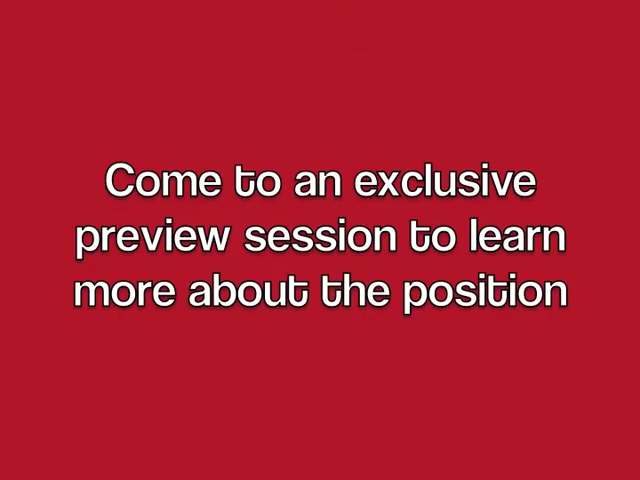 Come to an exclusive
preview session to learn
more about the position